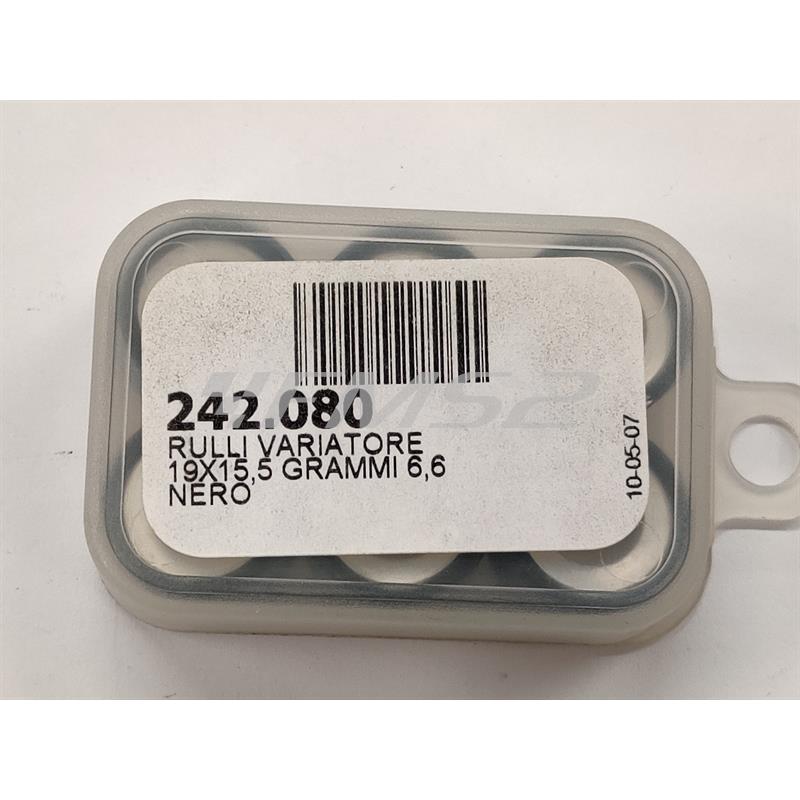 242.080
RULLI VARIATORE
19X15,5 GRAMMI 6,6
NERO
10-05-07